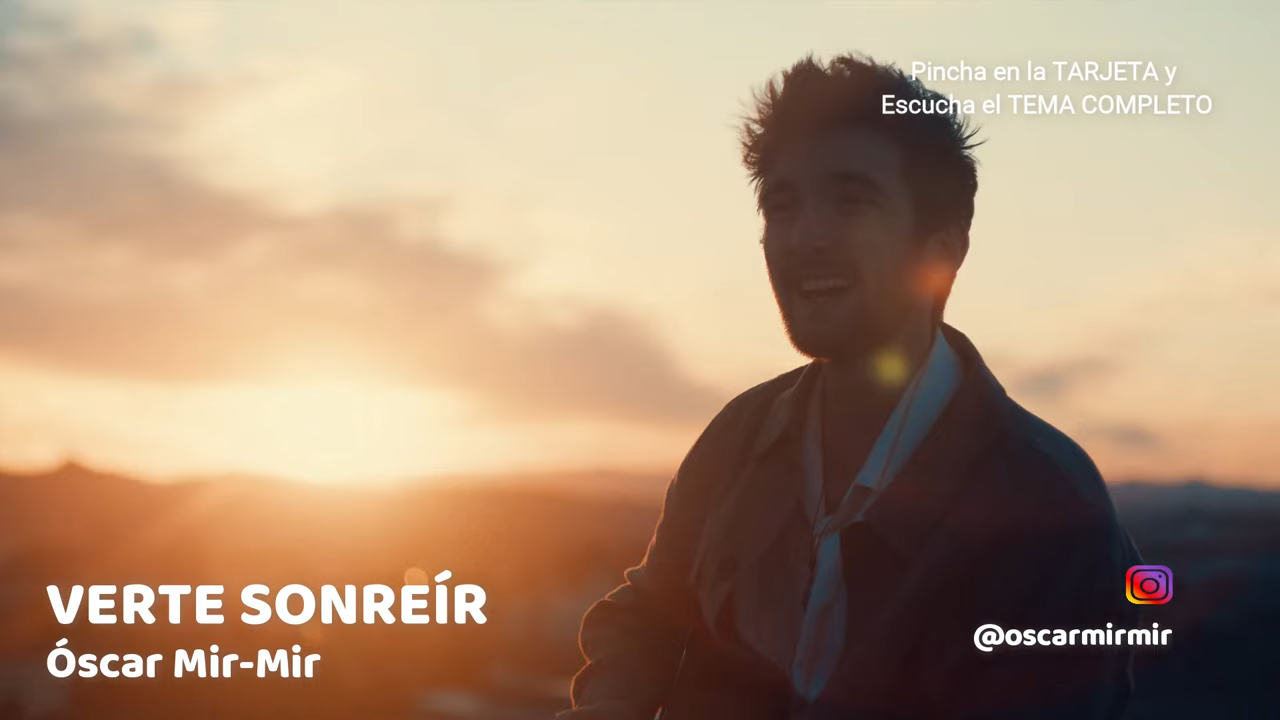 Pincha en la TARJETA y
Escucha el TEMA COMPLETO
VERTE SONREÍR
Óscar Mir-Mir
@oscarmirmir